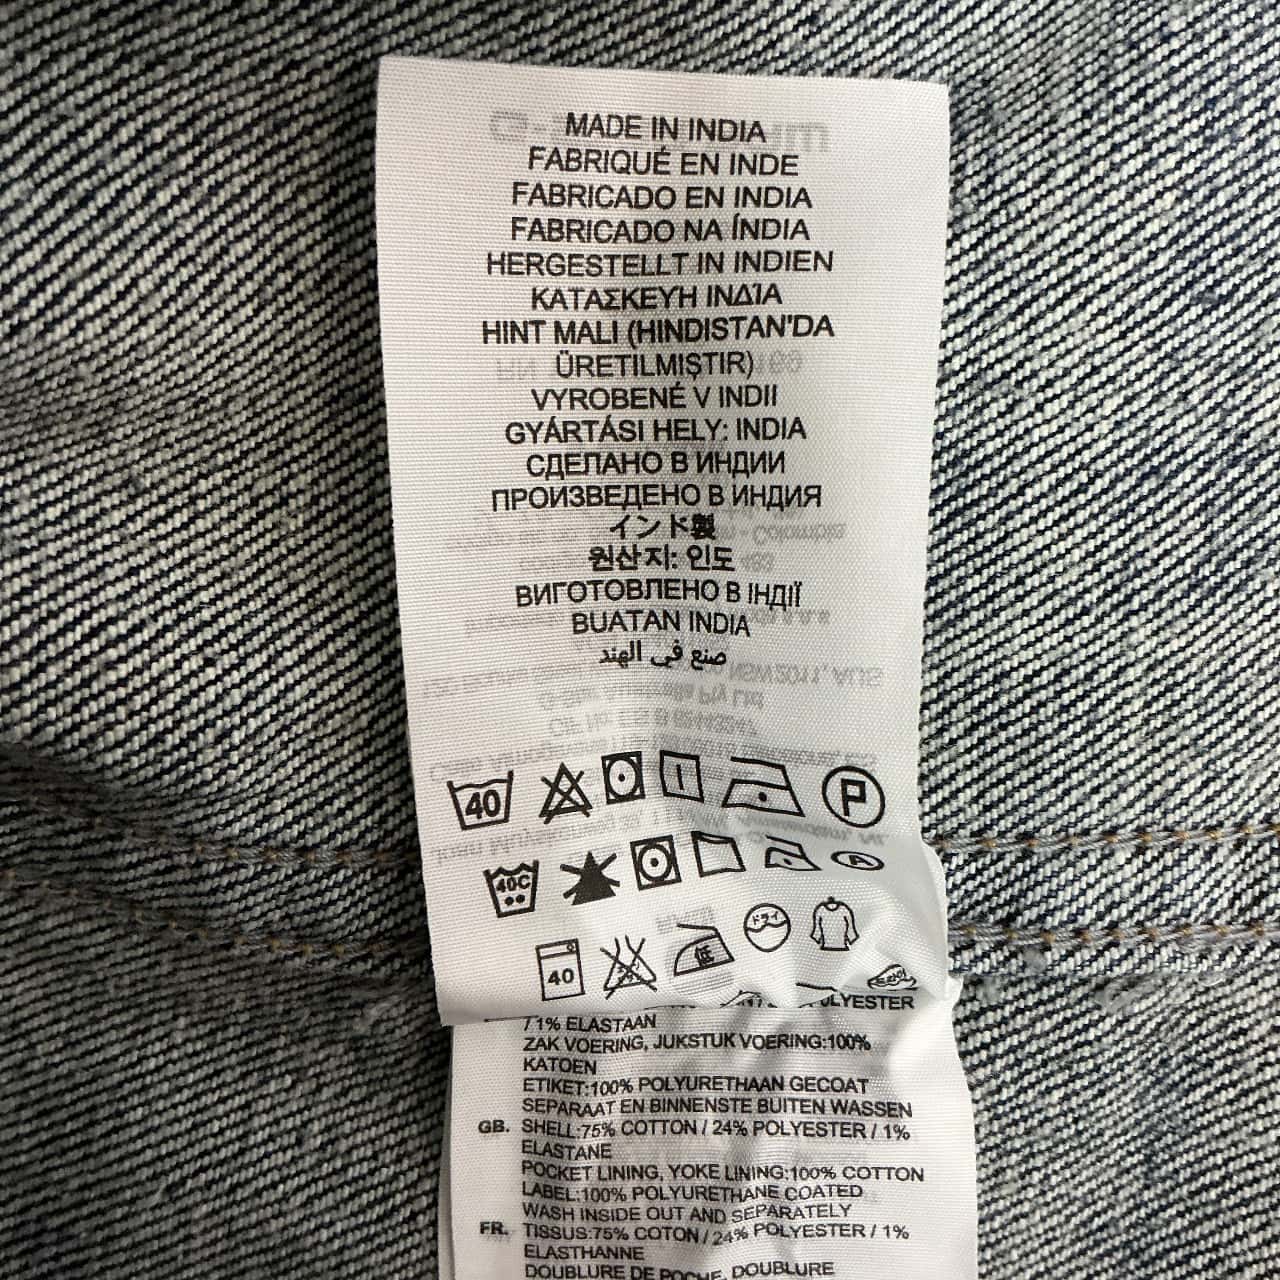 MADE IN INDIA
FABRIQUÉ EN INDE
FABRICADO EN INDIA
FABRICADO NA ÍNDIA
HERGESTELLT IN INDIEN
ΚΑΤΑΣΚΕΥΗ ΙΝΔΊΑ
HINT MALI (HINDISTAN'DA
ÜRETILMIŞTIR)
VYROBENÉ V INDII
GYÁRTÁSI HELY: INDIA
СДЕЛАНО В ИНДИИ
ПРОИЗВЕДЕНО В ИНДИЯ
インド製
원산지: 인도
ВИГОТОВЛЕНО В ІНДІЇ
BUATAN INDIA
صنع في الهند
40
P
40C
A
40
ドライ
POLYESTER
/ 1% ELASTAAN
ZAK VOERING, JUKSTUK VOERING:100%
KATOEN
ETIKET:100% POLYURETHAAN GECOAT
SEPARAAT EN BINNENSTE BUITEN WASSEN
GB. SHELL:75% COTTON / 24% POLYESTER / 1%
ELASTANE
POCKET LINING, YOKE LINING:100% COTTON
LABEL:100% POLYURETHANE COATED
WASH INSIDE OUT AND SEPARATELY
FR. TISSUS:75% COTON / 24% POLYESTER / 1%
ELASTHANNE
DOUBLURE DE POCHE, DOUBLURE